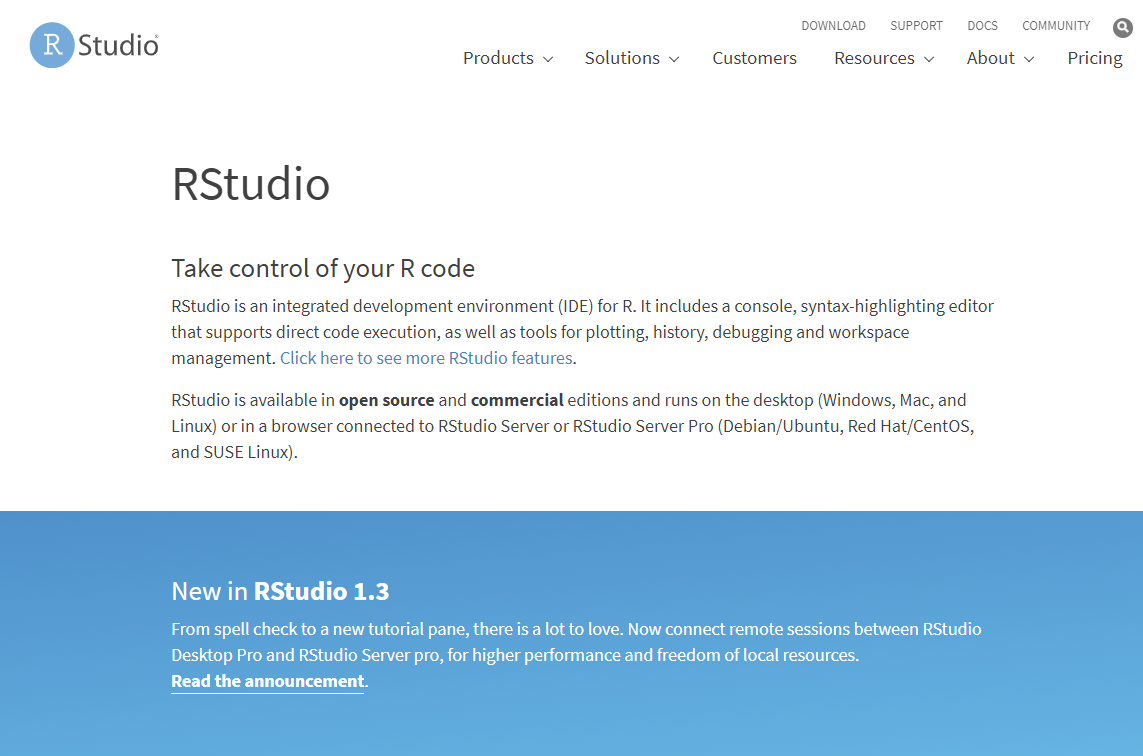 R Studio®
DOWNLOAD SUPPORT DOCS COMMUNITY
Products Solutions Customers Resources About Pricing
RStudio
Take control of your R code
RStudio is an integrated development environment (IDE) for R. It includes a console, syntax-highlighting editor
that supports direct code execution, as well as tools for plotting, history, debugging and workspace
management. Click here to see more RStudio features.
RStudio is available in open source and commercial editions and runs on the desktop (Windows, Mac, and
Linux) or in a browser connected to RStudio Server or RStudio Server Pro (Debian/Ubuntu, Red Hat/CentOS,
and SUSE Linux).
New in RStudio 1.3
From spell check to a new tutorial pane, there is a lot to love. Now connect remote sessions between RStudio
Desktop Pro and RStudio Server pro, for higher performance and freedom of local resources.
Read the announcement.